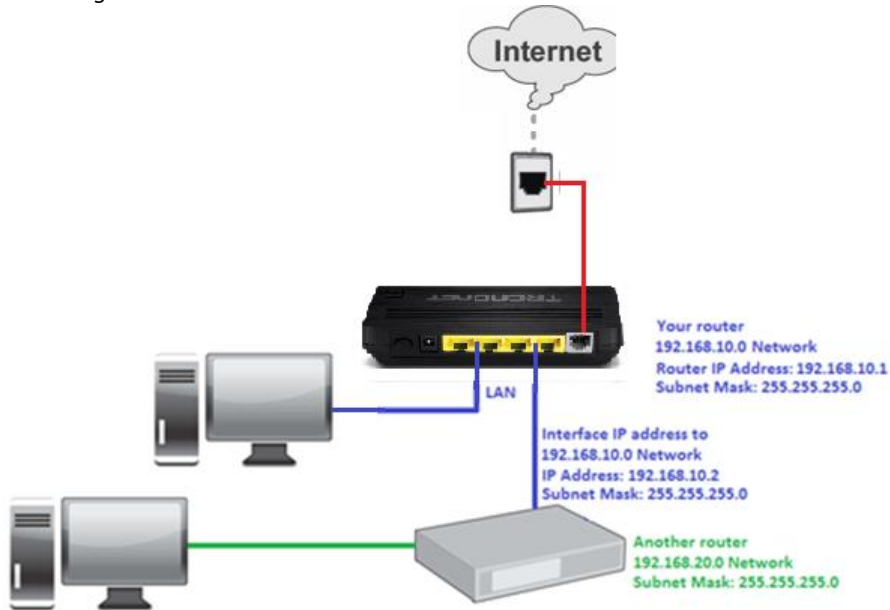 Internet
TRENDnet
Your router
192.168.10.0 Network
Router IP Address: 192.168.10.1
Subnet Mask: 255.255.255.0
LAN
Interface IP address to
192.168.10.0 Network
IP Address: 192.168.10.2
Subnet Mask: 255.255.255.0
Another router
192.168.20.0 Network
Subnet Mask: 255.255.255.0